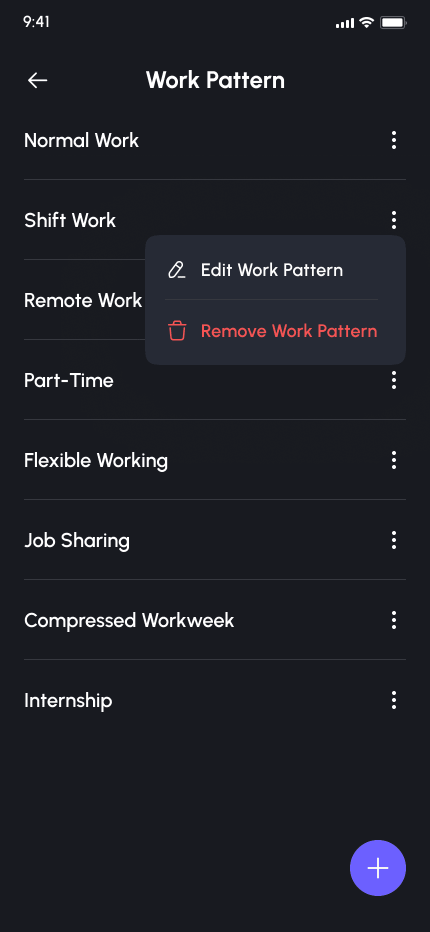 9:41
Work Pattern
Normal Work
Shift Work
Edit Work Pattern
Remote Work
Remove Work Pattern
Part-Time
Flexible Working
Job Sharing
Compressed Workweek
Internship